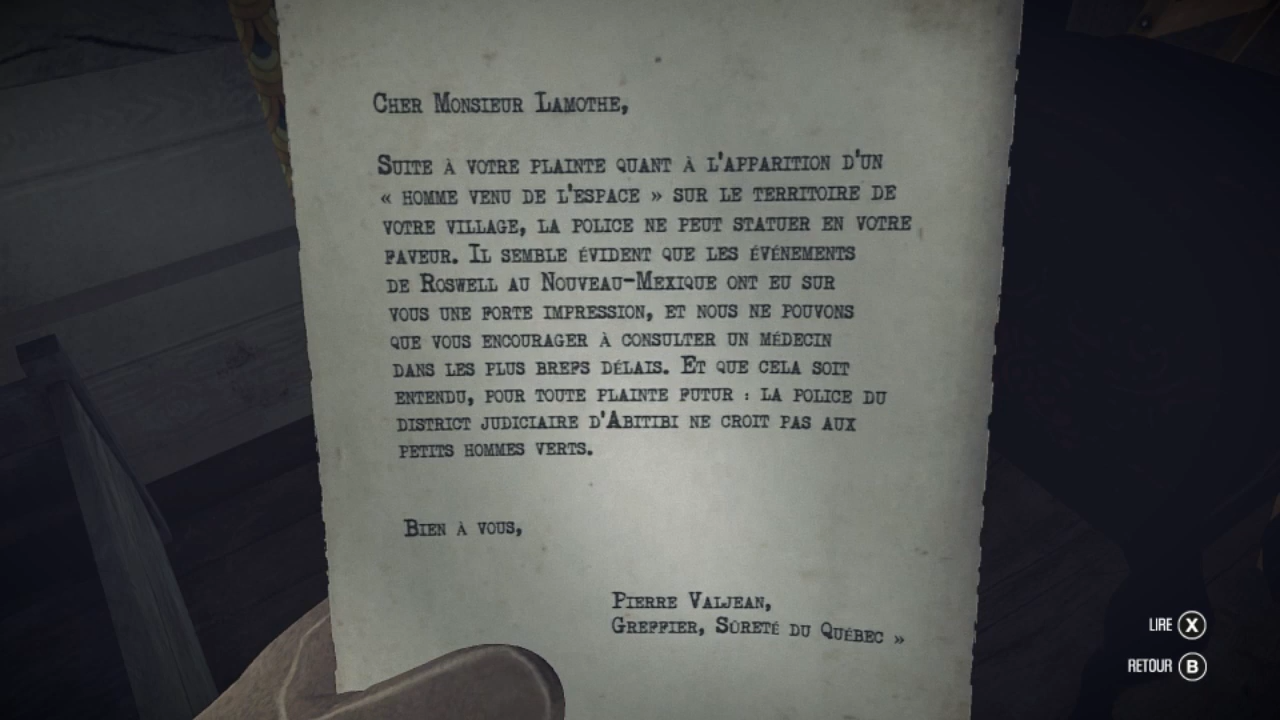 Cher Monsieur Lamothe,
Suite à votre plainte quant à l'apparition d'un
« homme venu de l'espace » sur le territoire de
votre village, la police ne peut statuer en votre
faveur. Il semble évident que les événements
de Roswell au Nouveau-Mexique ont eu sur
vous une forte impression, et nous ne pouvons
que vous encourager à consulter un médecin
dans les plus brefs délais. Et que cela soit
entendu, pour toute plainte futur : la police du
district judiciaire d'Abitibi ne croit pas aux
petits hommes verts.
Bien à vous,
Pierre Valjean,
Greffier, Sûreté du Québec »
LIRE X
RETOUR B